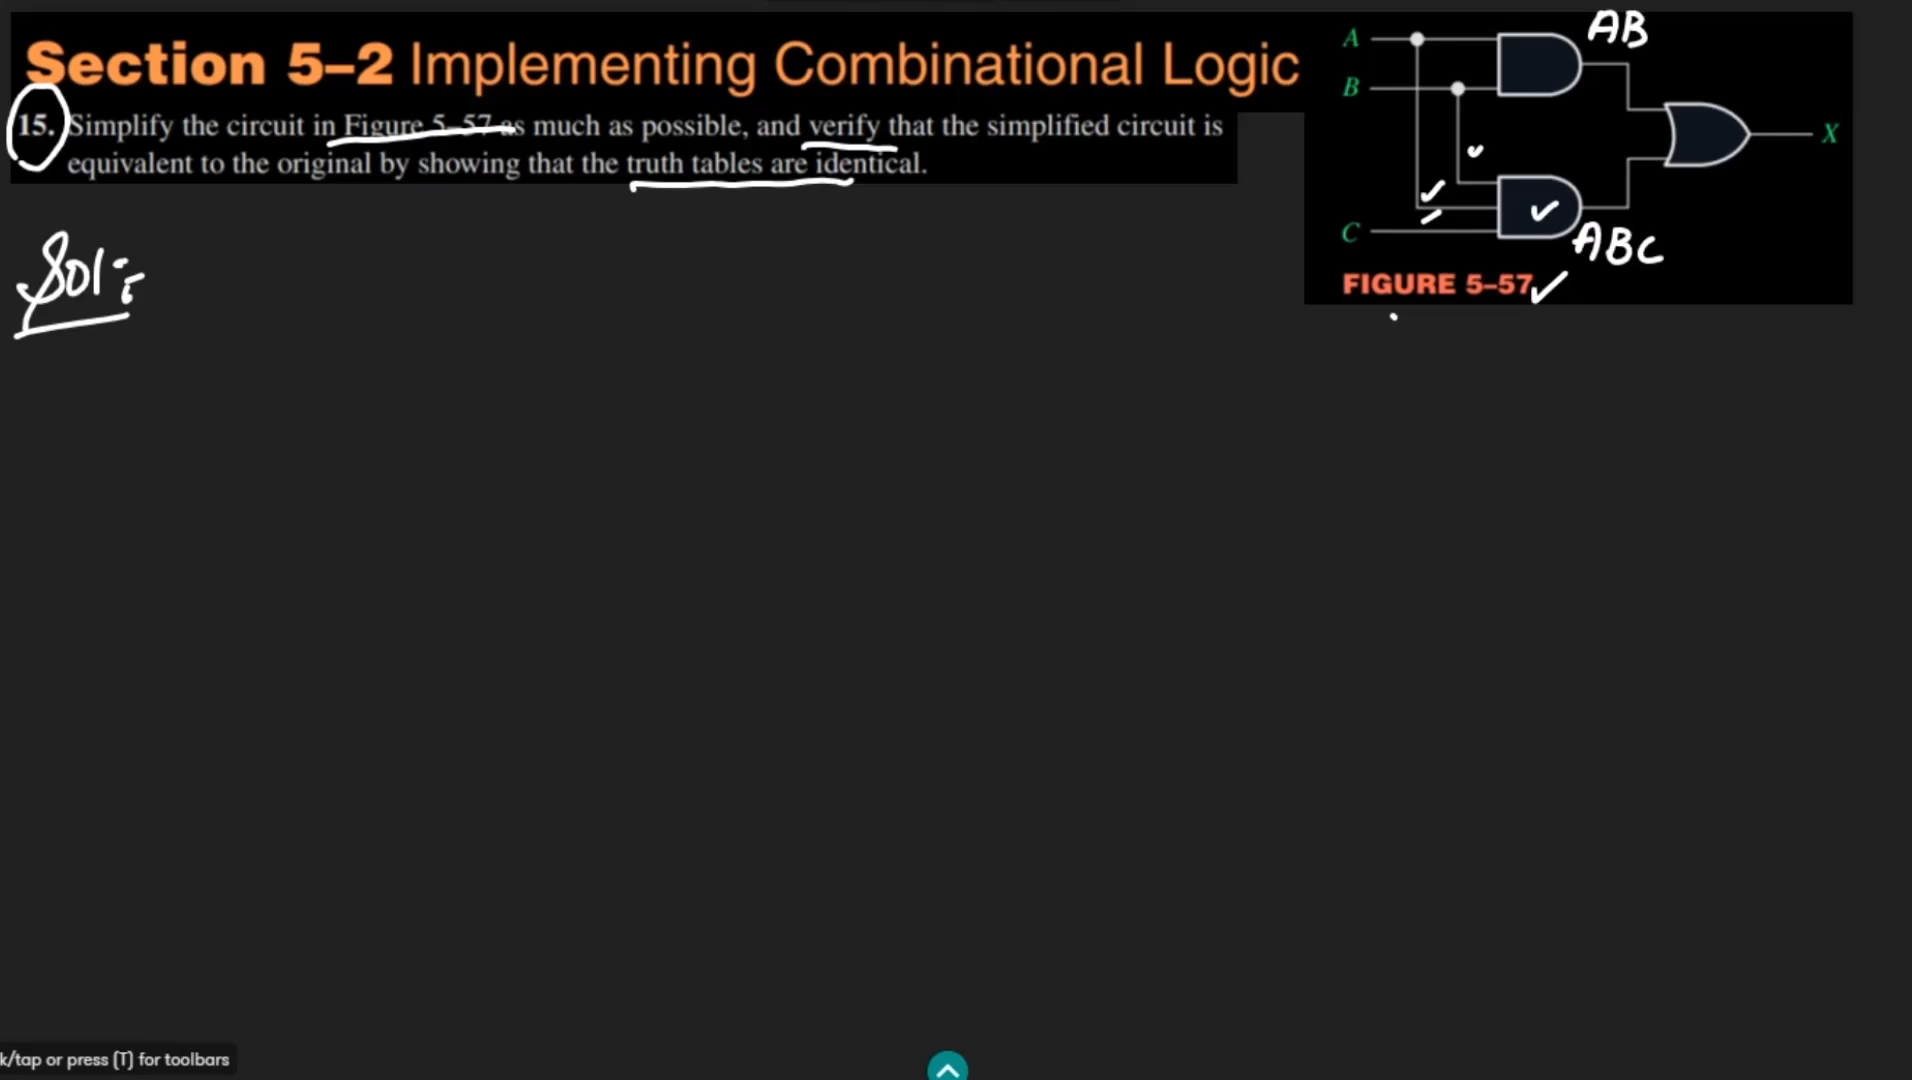 Section 5–2 Implementing Combinational Logic
15. Simplify the circuit in Figure 5–57 as much as possible, and verify that the simplified circuit is
equivalent to the original by showing that the truth tables are identical.
A
AB
B
X
C
ABC
FIGURE 5–57
Sol:
k/tap or press (T) for toolbars